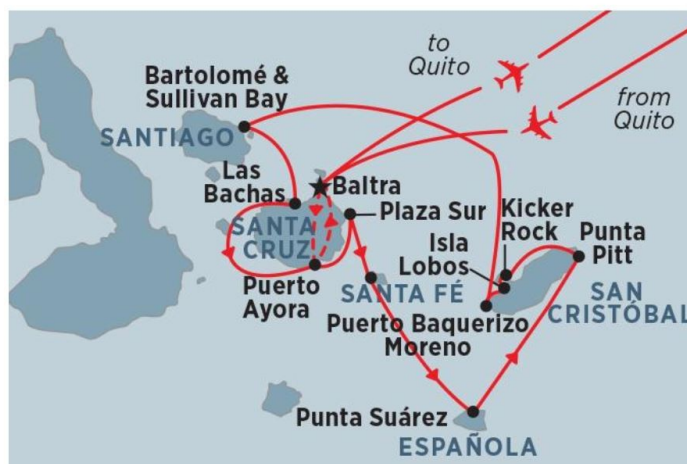 to
Quito
from
Quito
Bartolomé &
Sullivan Bay
SANTIAGO
Las
Bachas
Baltra
Plaza Sur
SANTA
CRUZ
Puerto
Ayora
SANTA FÉ
Kicker
Rock
Isla
Lobos
Punta
Pitt
SAN
CRISTÓBAL
Puerto Baquerizo
Moreno
Punta Suárez
ESPAÑOLA